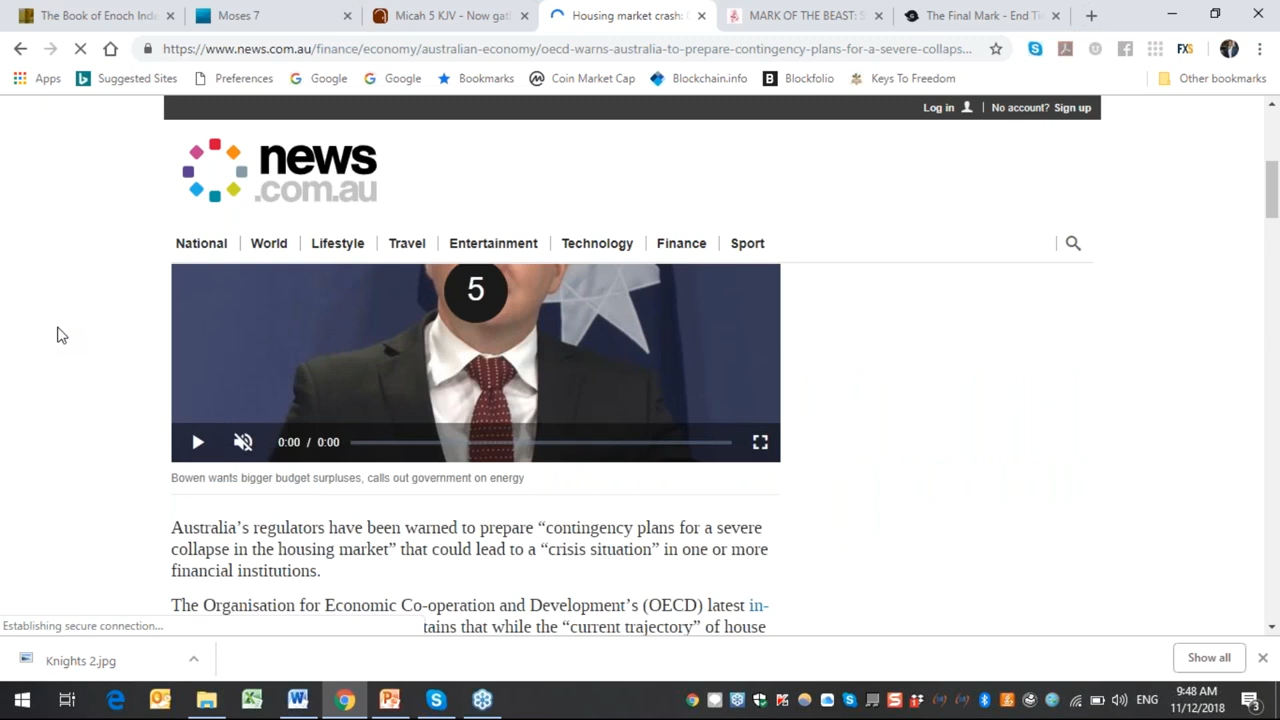 The Book of Enoch Inde
Moses 7
Micah 5 KJV - Now gat
Housing market crash:
MARK OF THE BEAST: S
The Final Mark - End Ti
https://www.news.com.au/finance/economy/australian-economy/oecd-warns-australia-to-prepare-contingency-plans-for-a-severe-collaps...
Apps
Suggested Sites
Preferences
Google
Google
Bookmarks
Coin Market Cap
Blockchain.info
Blockfolio
Keys To Freedom
Other bookmarks
Log in | No account? Sign up
news
.com.au
National
World
Lifestyle
Travel
Entertainment
Technology
Finance
Sport
5
0:00 / 0:00
Bowen wants bigger budget surpluses, calls out government on energy
Australia’s regulators have been warned to prepare “contingency plans for a severe
collapse in the housing market” that could lead to a “crisis situation” in one or more
financial institutions.
The Organisation for Economic Co-operation and Development’s (OECD) latest in-
Establishing secure connection...
tains that while the “current trajectory” of house
Knights 2.jpg
Show all
ENG
9:48 AM
11/12/2018
3